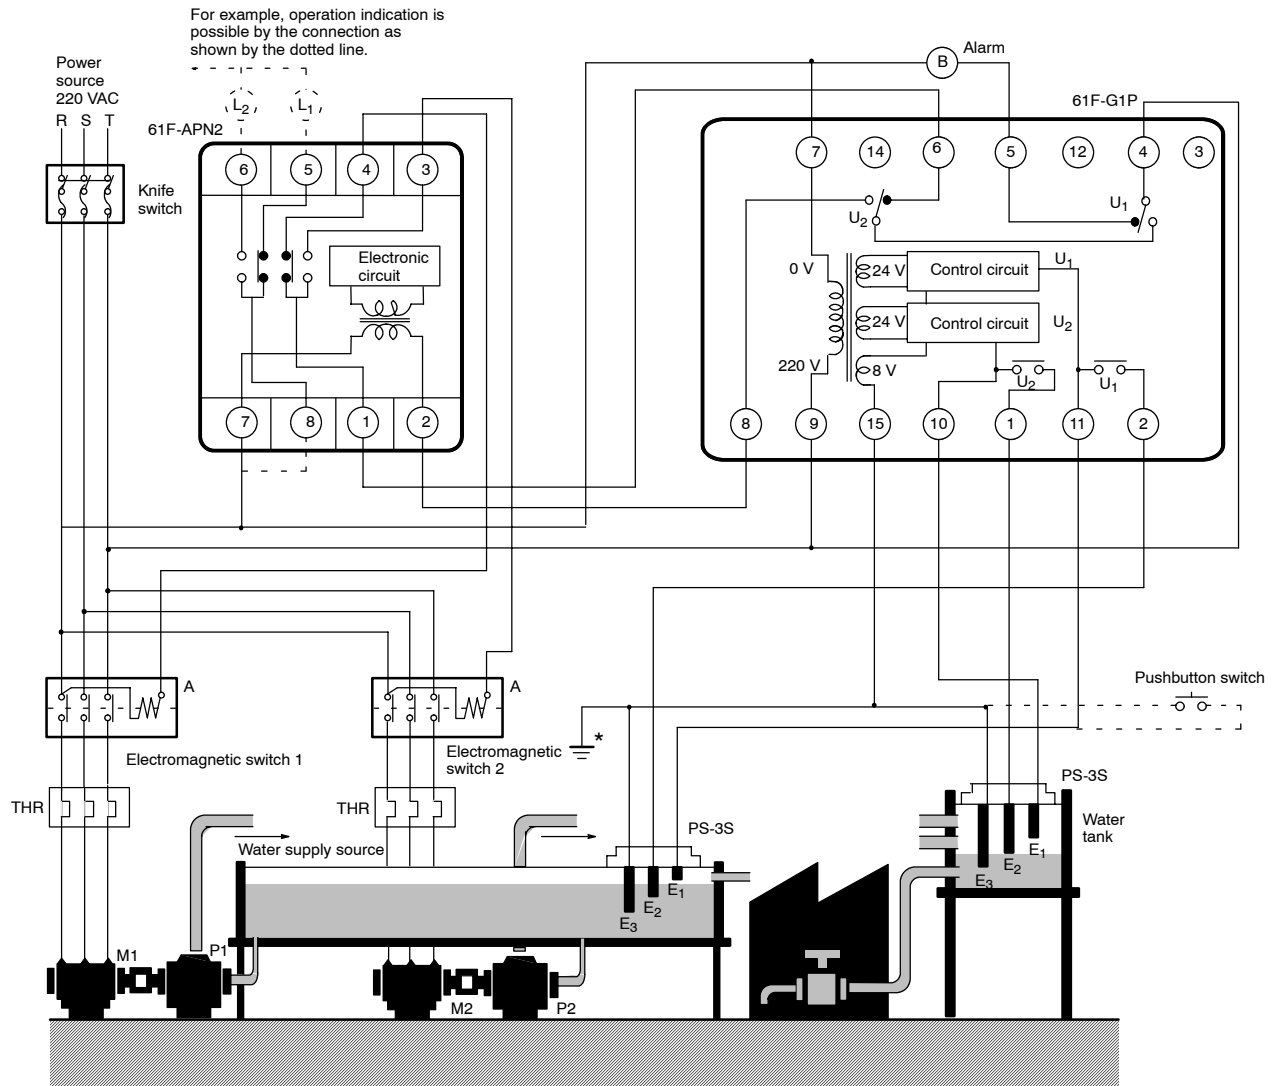 For example, operation indication is
possible by the connection as
shown by the dotted line.
Power
source
220 VAC
R S T
Knife
switch
61F-APN2
L2 L1
6 5 4 3
Electronic
circuit
7 8 1 2
B
Alarm
61F-G1P
7 14 6 5 12 4 3
U2
U1
0 V
24 V
Control circuit
U1
24 V
Control circuit
U2
220 V
8 V
U2
U1
8 9 15 10 1 11 2
A
Electromagnetic switch 1
A
Electromagnetic
switch 2
*
Pushbutton switch
THR
THR
Water supply source
PS-3S
E1
E2
E3
PS-3S
Water
tank
E1
E2
E3
M1
P1
M2
P2